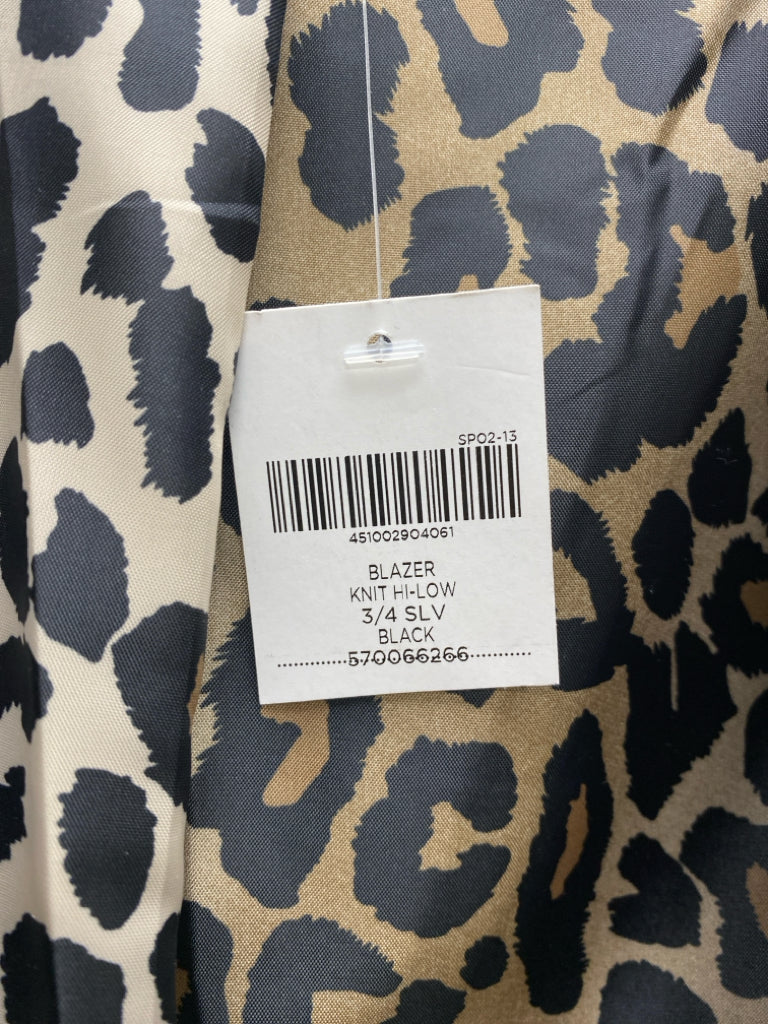 SP02-13
451002904061
BLAZER
KNIT HI-LOW
3/4 SLV
BLACK
570066266